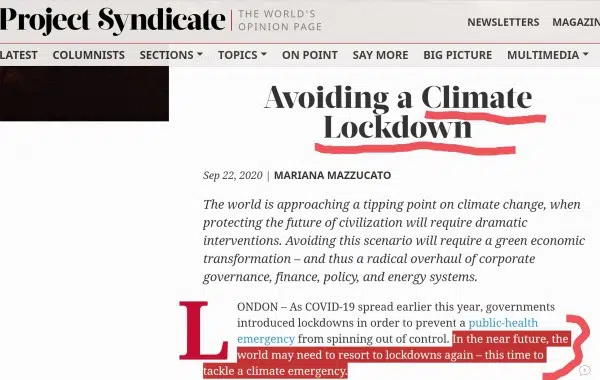 Project Syndicate THE WORLD'S
OPINION PAGE
NEWSLETTERS MAGAZIN
LATEST COLUMNISTS SECTIONS TOPICS ON POINT SAY MORE BIG PICTURE MULTIMEDIA
Avoiding a Climate
Lockdown
Sep 22, 2020 | MARIANA MAZZUCATO
The world is approaching a tipping point on climate change, when
protecting the future of civilization will require dramatic
interventions. Avoiding this scenario will require a green economic
transformation – and thus a radical overhaul of corporate
governance, finance, policy, and energy systems.
LONDON – As COVID-19 spread earlier this year, governments
introduced lockdowns in order to prevent a public-health
emergency from spinning out of control. In the near future, the
world may need to resort to lockdowns again – this time to
tackle a climate emergency.